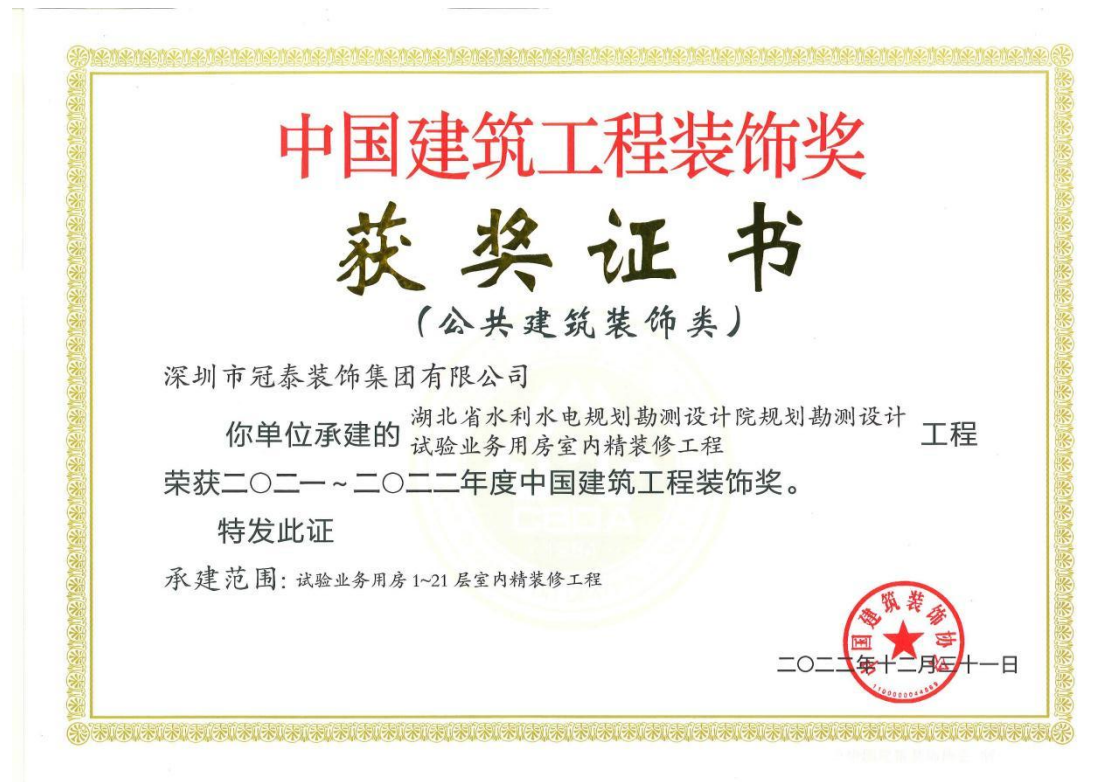 中国建筑工程装饰奖
获奖证书
（公共建筑装饰类）
深圳市冠泰装饰集团有限公司
你单位承建的 湖北省水利水电规划勘测设计院规划勘测设计
试验业务用房室内精装修工程 工程
荣获二〇二一~二〇二二年度中国建筑工程装饰奖。
特发此证
承建范围：试验业务用房 1~21 层室内精装修工程
中国建筑装饰协会
二〇二二年十二月三十一日
CBDA